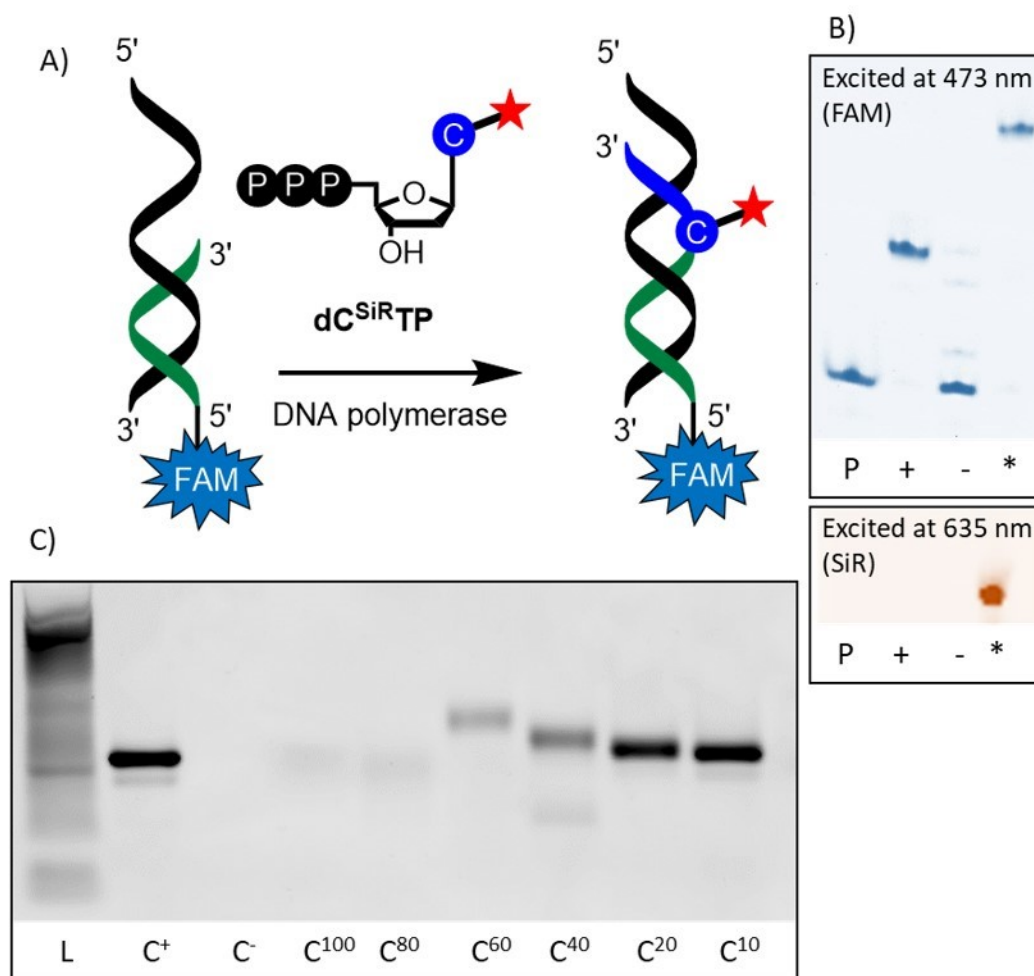 A)
5'
3'
3'
5'
FAM
P P P
C
O
OH
dC^SiR TP
DNA polymerase
5'
3'
C
3'
5'
FAM
B)
Excited at 473 nm
(FAM)
P + - *
Excited at 635 nm
(SiR)
P + - *
C)
L C⁺ C⁻ C¹⁰⁰ C⁸⁰ C⁶⁰ C⁴⁰ C²⁰ C¹⁰